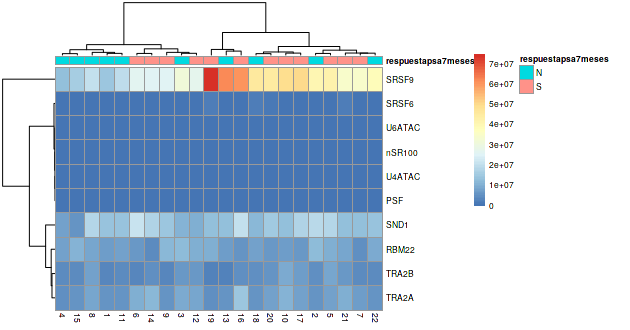 respuestapsa7meses
SRSF9
SRSF6
U6ATAC
nSR100
U4ATAC
PSF
SND1
RBM22
TRA2B
TRA2A
4 15 8 1 11 6 14 9 3 12 19 13 16 18 20 10 17 2 5 21 7 22
7e+07
6e+07
5e+07
4e+07
3e+07
2e+07
1e+07
0
respuestapsa7meses
N
S